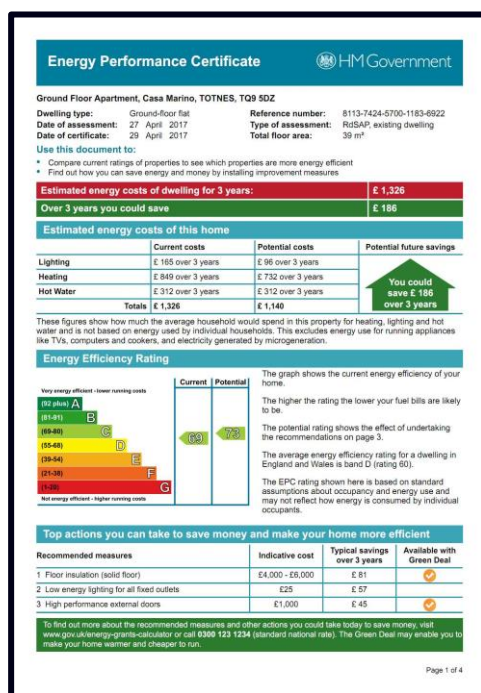 Energy Performance Certificate
HM Government
Ground Floor Apartment, Casa Marino, TOTNES, TQ9 5DZ
Dwelling type: Ground-floor flat
Reference number: 8113-7424-5700-1183-6922
Date of assessment: 27 April 2017
Type of assessment: RdSAP, existing dwelling
Date of certificate: 29 April 2017
Total floor area: 39 m²
Use this document to:
• Compare current ratings of properties to see which properties are more energy efficient
• Find out how you can save energy and money by installing improvement measures
Estimated energy costs of dwelling for 3 years: £ 1,326
Over 3 years you could save £ 186
Estimated energy costs of this home
Current costs Potential costs Potential future savings
Lighting £ 165 over 3 years £ 96 over 3 years
Heating £ 849 over 3 years £ 732 over 3 years
Hot Water £ 312 over 3 years £ 312 over 3 years
Totals £ 1,326 £ 1,140
You could
save £ 186
over 3 years
These figures show how much the average household would spend in this property for heating, lighting and hot
water and is not based on energy used by individual households. This excludes energy use for running appliances
like TVs, computers and cookers, and electricity generated by microgeneration.
Energy Efficiency Rating
Current Potential
Very energy efficient - lower running costs
(92 plus) A
(81-91) B
(69-80) C
(55-68) D
(39-54) E
(21-38) F
(1-20) G
Not energy efficient - higher running costs
69 73
The graph shows the current energy efficiency of your
home.
The higher the rating the lower your fuel bills are likely
to be.
The potential rating shows the effect of undertaking
the recommendations on page 3.
The average energy efficiency rating for a dwelling in
England and Wales is band D (rating 60).
The EPC rating shown here is based on standard
assumptions about occupancy and energy use and
may not reflect how energy is consumed by individual
occupants.
Top actions you can take to save money and make your home more efficient
Recommended measures Indicative cost Typical savings over 3 years Available with Green Deal
1 Floor insulation (solid floor) £4,000 - £6,000 £ 81
2 Low energy lighting for all fixed outlets £25 £ 57
3 High performance external doors £1,000 £ 45
To find out more about the recommended measures and other actions you could take today to save money, visit
www.gov.uk/energy-grants-calculator or call 0300 123 1234 (standard national rate). The Green Deal may enable you to
make your home warmer and cheaper to run.
Page 1 of 4